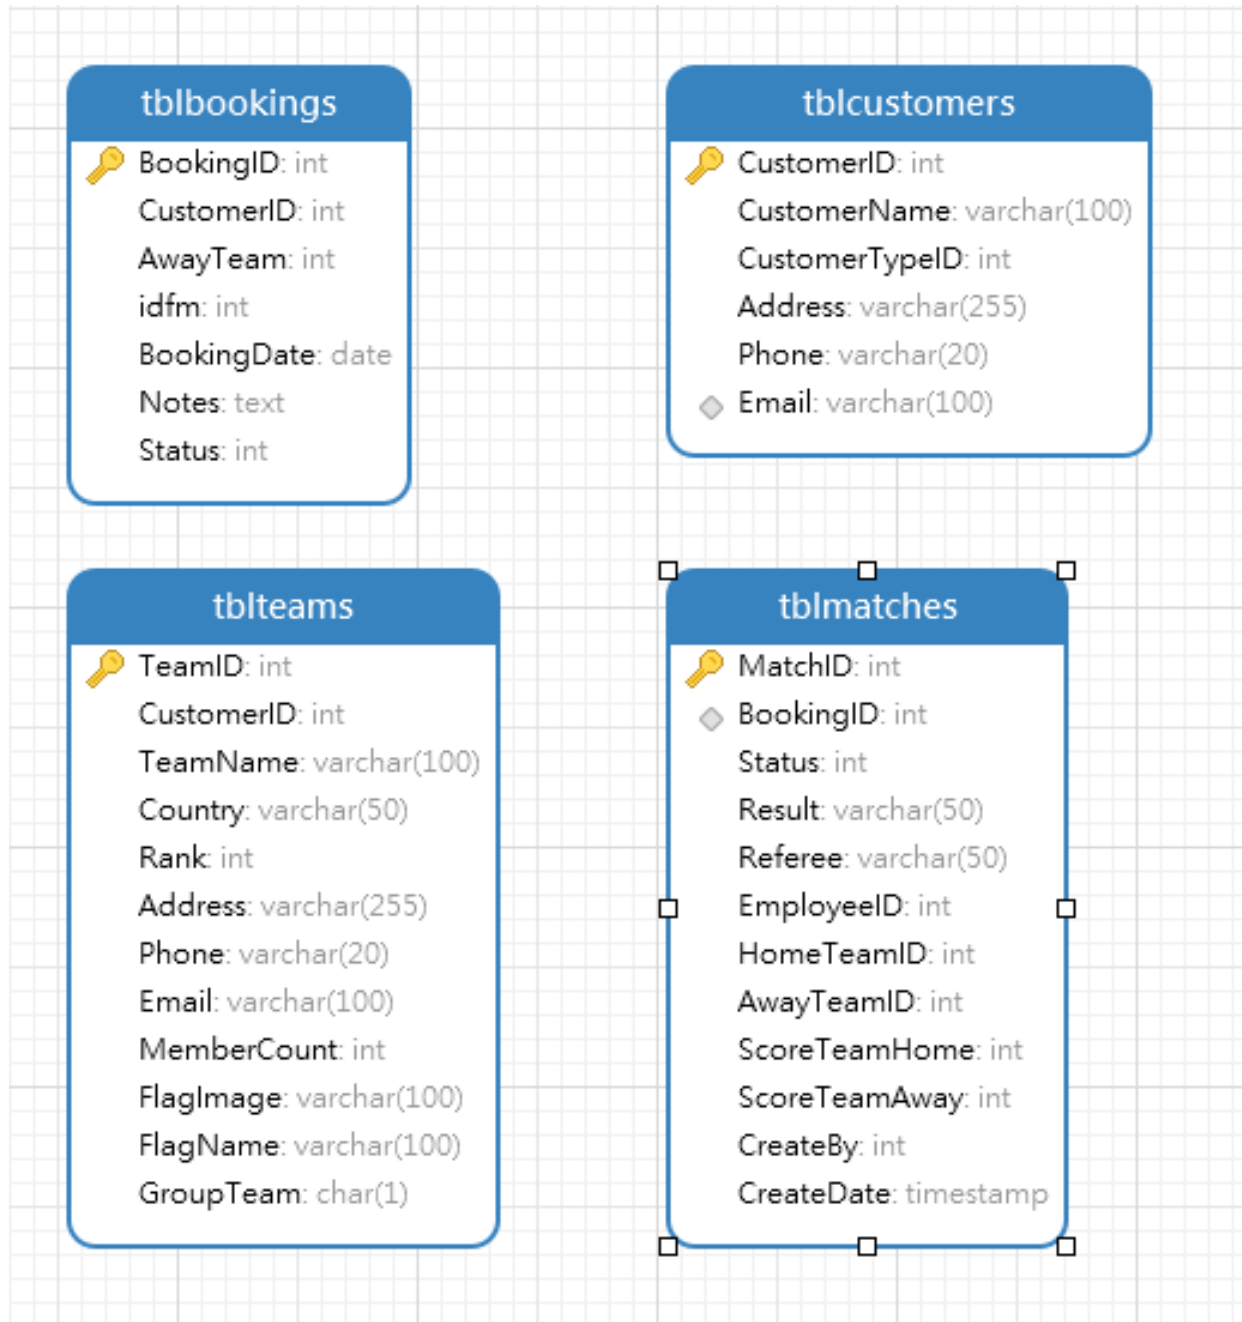 tblbookings
BookingID: int
CustomerID: int
AwayTeam: int
idfm: int
BookingDate: date
Notes: text
Status: int
tblcustomers
CustomerID: int
CustomerName: varchar(100)
CustomerTypeID: int
Address: varchar(255)
Phone: varchar(20)
Email: varchar(100)
tblteams
TeamID: int
CustomerID: int
TeamName: varchar(100)
Country: varchar(50)
Rank: int
Address: varchar(255)
Phone: varchar(20)
Email: varchar(100)
MemberCount: int
FlagImage: varchar(100)
FlagName: varchar(100)
GroupTeam: char(1)
tblmatches
MatchID: int
BookingID: int
Status: int
Result: varchar(50)
Referee: varchar(50)
EmployeeID: int
HomeTeamID: int
AwayTeamID: int
ScoreTeamHome: int
ScoreTeamAway: int
CreateBy: int
CreateDate: timestamp